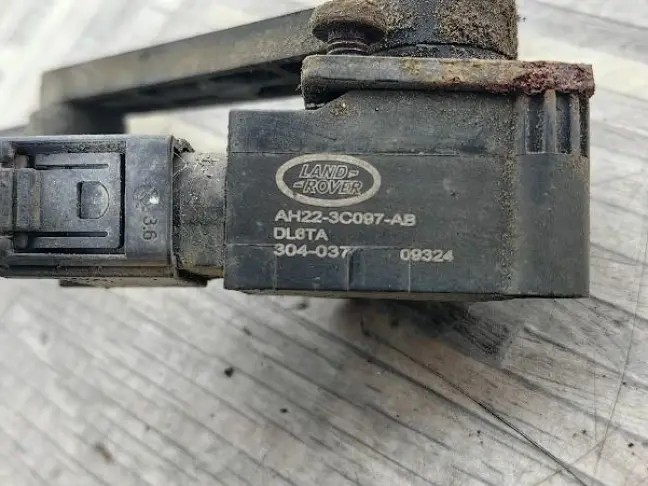 LAND
ROVER
AH22-3C097-AB
DL6TA
304-037 09324
3.6